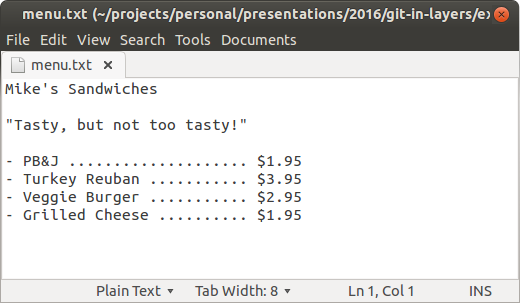 menu.txt (~/projects/personal/presentations/2016/git-in-layers/ex
File Edit View Search Tools Documents
menu.txt
Mike's Sandwiches
"Tasty, but not too tasty!"
- PB&J .................... $1.95
- Turkey Reuban ........... $3.95
- Veggie Burger ........... $2.95
- Grilled Cheese .......... $1.95
Plain Text Tab Width: 8 Ln 1, Col 1 INS